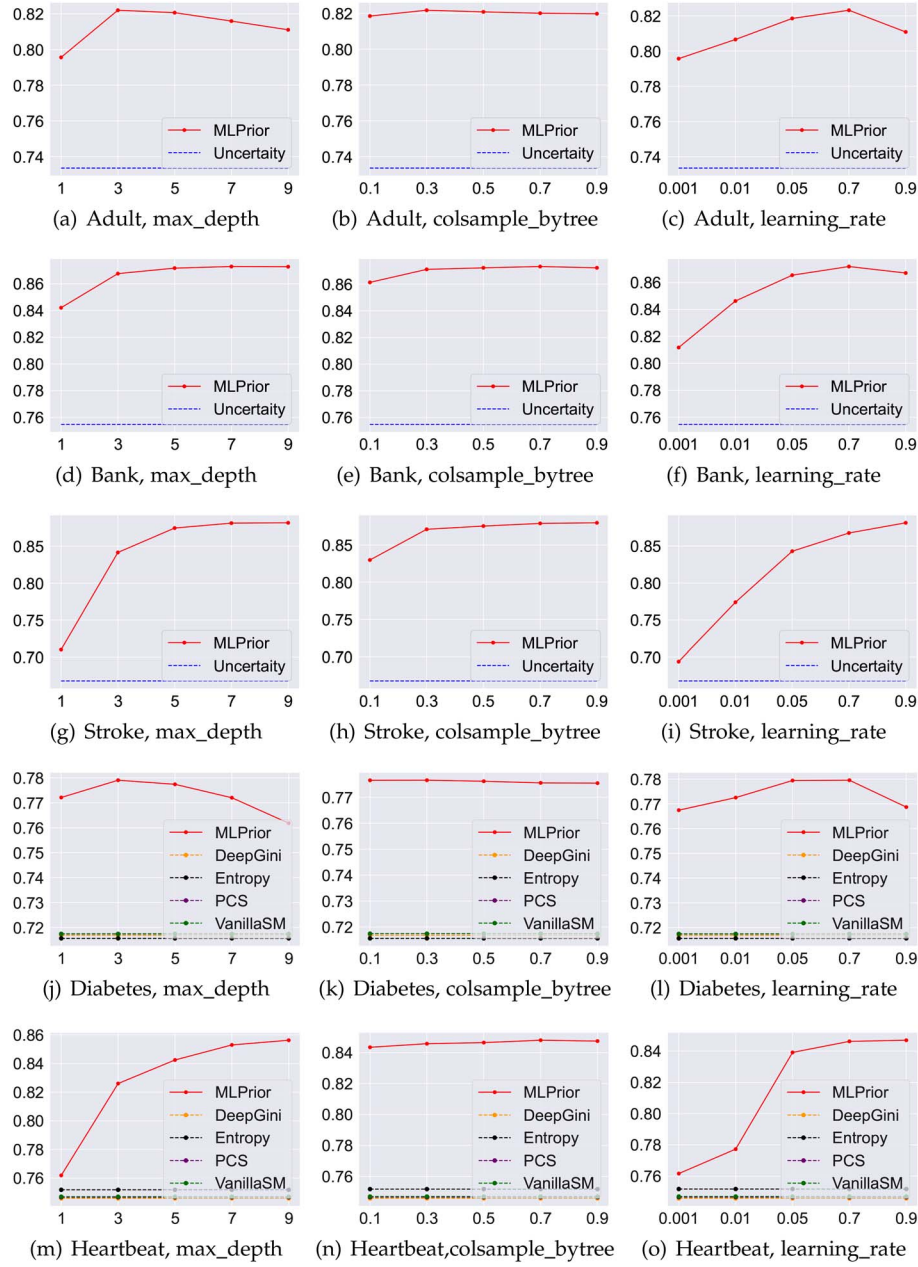 0.82
0.80
0.78
0.76
0.74
MLPrior
Uncertaity
1 3 5 7 9
(a) Adult, max_depth
0.82
0.80
0.78
0.76
0.74
MLPrior
Uncertaity
0.1 0.3 0.5 0.7 0.9
(b) Adult, colsample_bytree
0.82
0.80
0.78
0.76
0.74
MLPrior
Uncertaity
0.001 0.01 0.05 0.7 0.9
(c) Adult, learning_rate
0.86
0.84
0.82
0.80
0.78
0.76
MLPrior
Uncertaity
1 3 5 7 9
(d) Bank, max_depth
0.86
0.84
0.82
0.80
0.78
0.76
MLPrior
Uncertaity
0.1 0.3 0.5 0.7 0.9
(e) Bank, colsample_bytree
0.86
0.84
0.82
0.80
0.78
0.76
MLPrior
Uncertaity
0.001 0.01 0.05 0.7 0.9
(f) Bank, learning_rate
0.85
0.80
0.75
0.70
MLPrior
Uncertaity
1 3 5 7 9
(g) Stroke, max_depth
0.85
0.80
0.75
0.70
MLPrior
Uncertaity
0.1 0.3 0.5 0.7 0.9
(h) Stroke, colsample_bytree
0.85
0.80
0.75
0.70
MLPrior
Uncertaity
0.001 0.01 0.05 0.7 0.9
(i) Stroke, learning_rate
0.78
0.77
0.76
0.75
0.74
0.73
0.72
MLPrior
DeepGini
Entropy
PCS
VanillaSM
1 3 5 7 9
(j) Diabetes, max_depth
0.77
0.76
0.75
0.74
0.73
0.72
MLPrior
DeepGini
Entropy
PCS
VanillaSM
0.1 0.3 0.5 0.7 0.9
(k) Diabetes, colsample_bytree
0.78
0.77
0.76
0.75
0.74
0.73
0.72
MLPrior
DeepGini
Entropy
PCS
VanillaSM
0.001 0.01 0.05 0.7 0.9
(l) Diabetes, learning_rate
0.86
0.84
0.82
0.80
0.78
0.76
MLPrior
DeepGini
Entropy
PCS
VanillaSM
1 3 5 7 9
(m) Heartbeat, max_depth
0.84
0.82
0.80
0.78
0.76
MLPrior
DeepGini
Entropy
PCS
VanillaSM
0.1 0.3 0.5 0.7 0.9
(n) Heartbeat,colsample_bytree
0.84
0.82
0.80
0.78
0.76
MLPrior
DeepGini
Entropy
PCS
VanillaSM
0.001 0.01 0.05 0.7 0.9
(o) Heartbeat, learning_rate